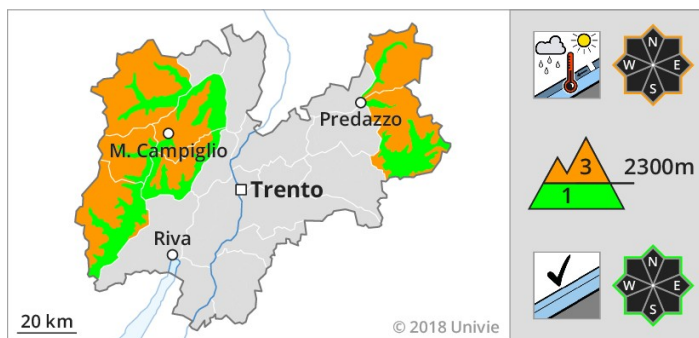 M. Campiglio
Predazzo
Trento
Riva
20 km
© 2018 Univie
N
W E
S
3 2300m
1
N
W E
S